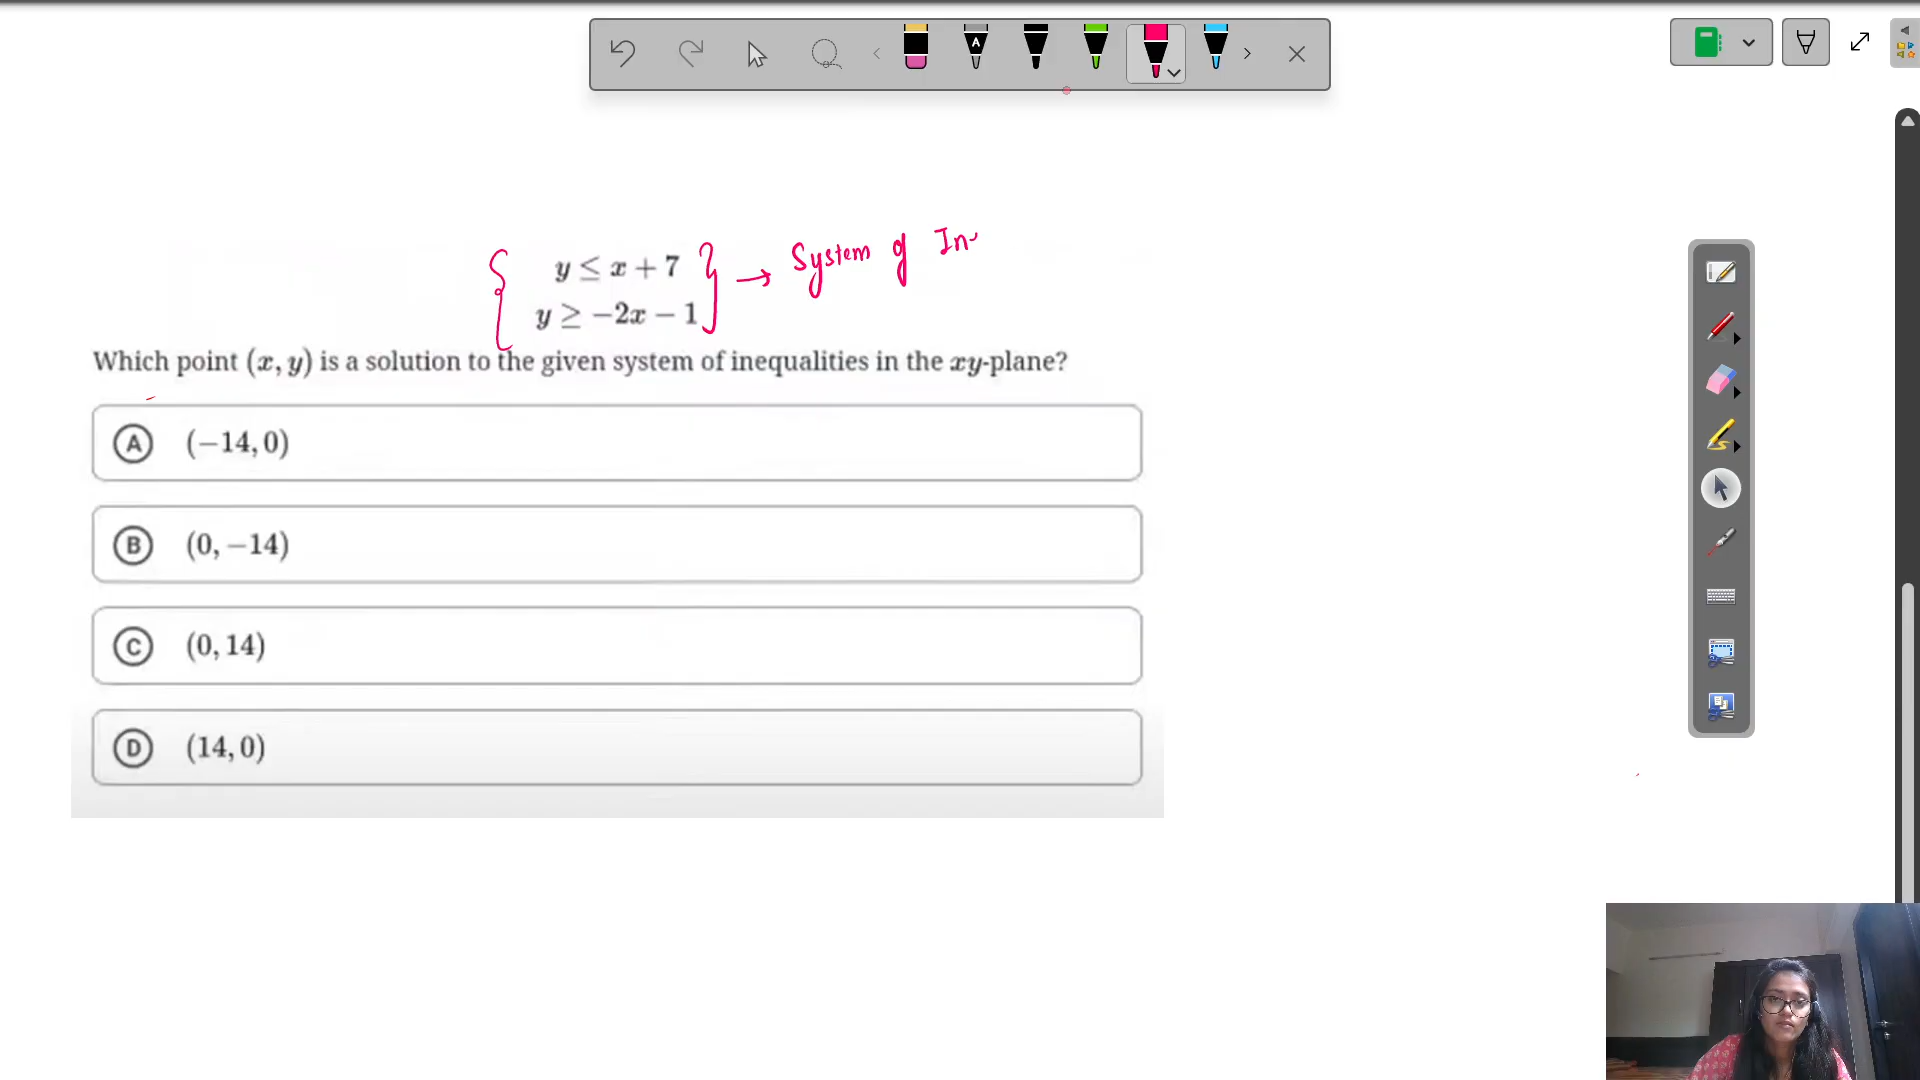 A
y ≤ x + 7
→ System of In
y ≥ −2x − 1
Which point (x, y) is a solution to the given system of inequalities in the xy-plane?
A (−14, 0)
B (0, −14)
C (0, 14)
D (14, 0)